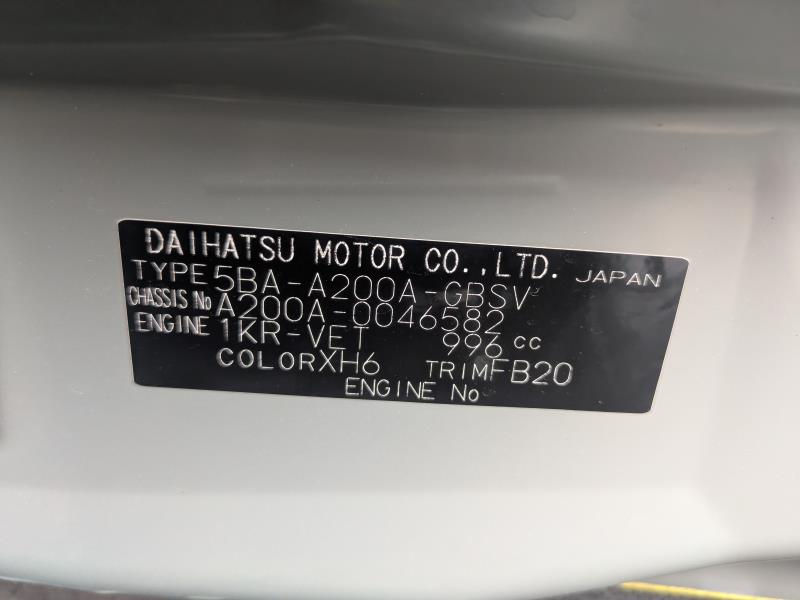 DAIHATSU MOTOR CO.,LTD. JAPAN
TYPE 5BA-A200A-GBSV
CHASSIS No A200A-0046582
ENGINE 1KR-VET 996 CC
COLOR XH6 TRIM FB20
ENGINE No